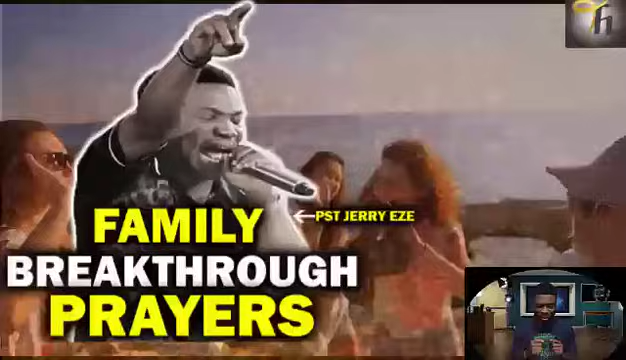 h
PST JERRY EZE
FAMILY
BREAKTHROUGH
PRAYERS